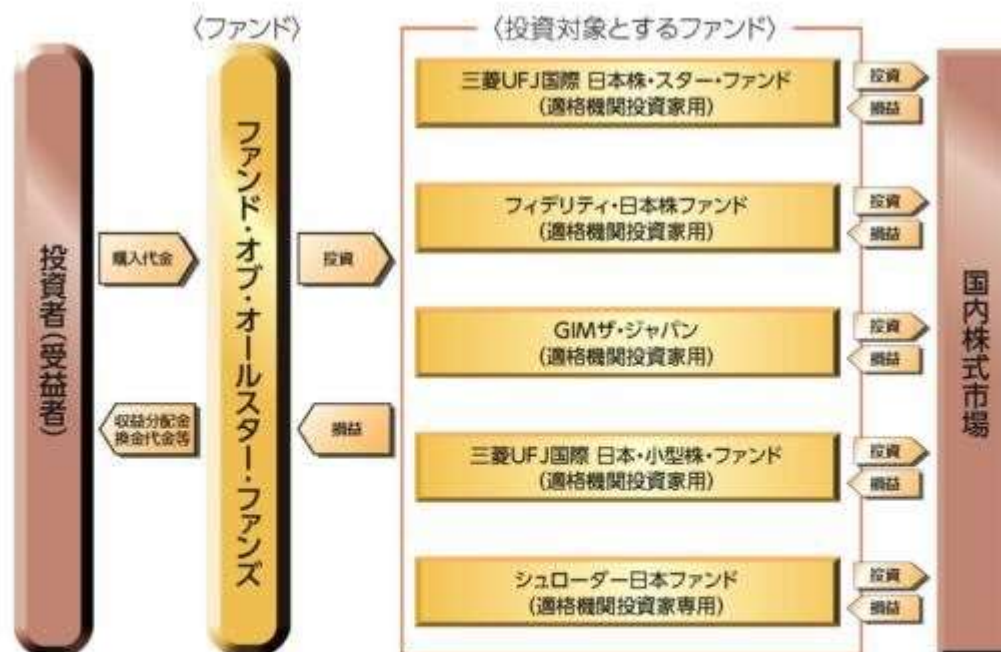 〈ファンド〉
〈投資対象とするファンド〉
投資者(受益者)
購入代金
収益分配金
換金代金等
ファンド・オブ・オールスター・ファンズ
投資
損益
三菱UFJ国際 日本株・スター・ファンド
(適格機関投資家用)
投資
損益
フィデリティ・日本株ファンド
(適格機関投資家用)
投資
損益
GIMザ・ジャパン
(適格機関投資家用)
投資
損益
三菱UFJ国際 日本・小型株・ファンド
(適格機関投資家用)
投資
損益
シュローダー日本ファンド
(適格機関投資家専用)
投資
損益
国内株式市場